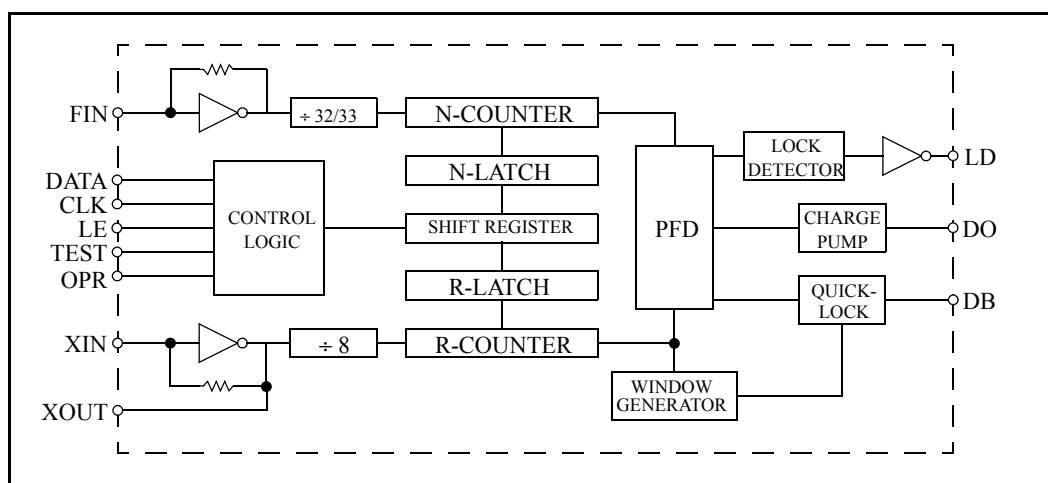 FIN
÷ 32/33
N-COUNTER
LOCK
DETECTOR
LD
DATA
CLK
LE
TEST
OPR
CONTROL
LOGIC
N-LATCH
SHIFT REGISTER
R-LATCH
PFD
CHARGE
PUMP
DO
QUICK-
LOCK
DB
XIN
÷ 8
R-COUNTER
WINDOW
GENERATOR
XOUT